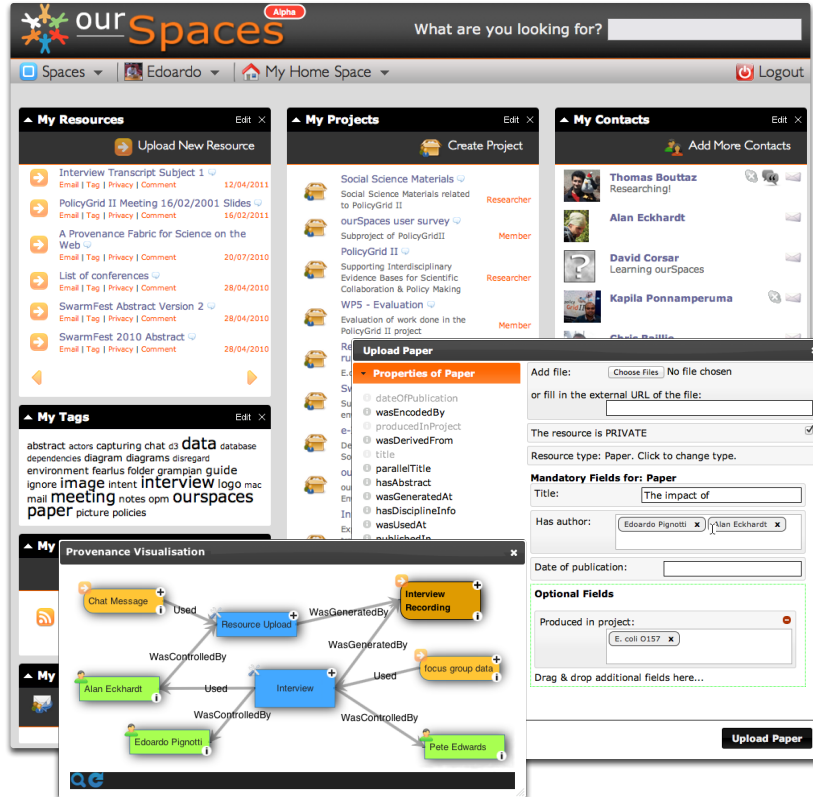 our Spaces Alpha
What are you looking for?
Spaces Edoardo My Home Space Logout
My Resources Edit
Upload New Resource
Interview Transcript Subject 1
Email | Tag | Privacy | Comment 12/04/2011
PolicyGrid II Meeting 16/02/2001 Slides
Email | Tag | Privacy | Comment 16/02/2011
A Provenance Fabric for Science on the
Web
Email | Tag | Privacy | Comment 20/07/2010
List of conferences
Email | Tag | Privacy | Comment 28/04/2010
SwarmFest Abstract Version 2
Email | Tag | Privacy | Comment 28/04/2010
SwarmFest 2010 Abstract
Email | Tag | Privacy | Comment 28/04/2010
My Tags Edit
abstract actors capturing chat d3 data database
dependencies diagram diagrams disregard
environment fearlus folder grampian guide
ignore image intent interview logo mac
mail meeting notes opm ourspaces
paper picture policies
My
My
My Projects Edit
Create Project
Social Science Materials
Social Science Materials related
to PolicyGrid II Researcher
ourSpaces user survey
Subproject of PolicyGridII Member
PolicyGrid II
Supporting Interdisciplinary
Evidence Bases for Scientific Researcher
Collaboration & Policy Making
WP5 - Evaluation
Evaluation of work done in the
PolicyGrid II project Member
My Contacts Edit
Add More Contacts
Thomas Bouttaz
Researching!
Alan Eckhardt
David Corsar
Learning ourSpaces
Kapila Ponnamperuma
Upload Paper
Properties of Paper
dateOfPublication
wasEncodedBy
producedInProject
wasDerivedFrom
title
parallelTitle
hasAbstract
wasGeneratedAt
hasDisciplineInfo
wasUsedAt
publishedIn
Add file: Choose Files No file chosen
or fill in the external URL of the file:
The resource is PRIVATE
Resource type: Paper. Click to change type.
Mandatory Fields for: Paper
Title: The impact of
Has author: Edoardo Pignotti x Alan Eckhardt x
Date of publication:
Optional Fields
Produced in project:
E. coli O157 x
Drag & drop additional fields here...
Upload Paper
Provenance Visualisation
Chat Message
Used
Resource Upload
WasGeneratedBy
Interview
Recording
WasGeneratedBy
WasControlledBy
focus group data
Used
Alan Eckhardt
Used
Interview
WasControlledBy
WasControlledBy
Edoardo Pignotti
Pete Edwards